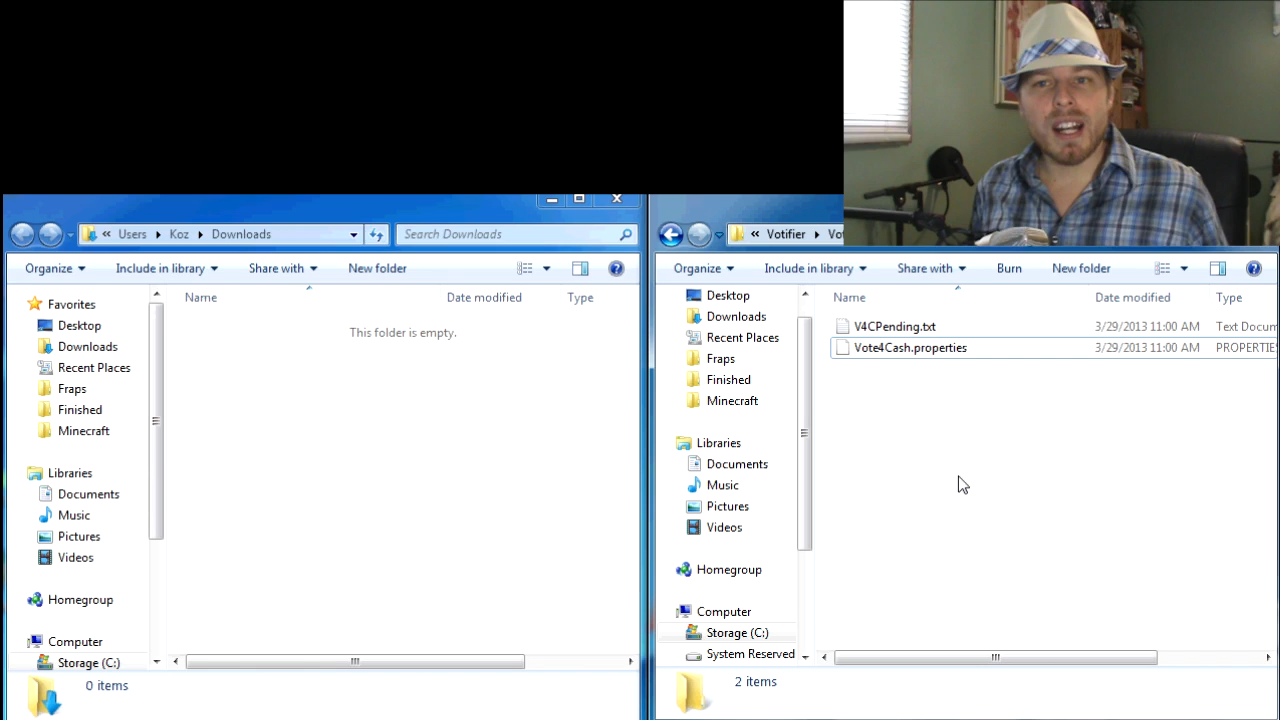 Users
Koz
Downloads
Search Downloads
Organize
Include in library
Share with
New folder
Name
Date modified
Type
This folder is empty.
Favorites
Desktop
Downloads
Recent Places
Fraps
Finished
Minecraft
Libraries
Documents
Music
Pictures
Videos
Homegroup
Computer
Storage (C:)
0 items
Votifier
Vot
Organize
Include in library
Share with
Burn
New folder
Name
Date modified
Type
V4CPending.txt
3/29/2013 11:00 AM
Text Docum
Vote4Cash.properties
3/29/2013 11:00 AM
PROPERTIE
Desktop
Downloads
Recent Places
Fraps
Finished
Minecraft
Libraries
Documents
Music
Pictures
Videos
Homegroup
Computer
Storage (C:)
System Reserved
2 items